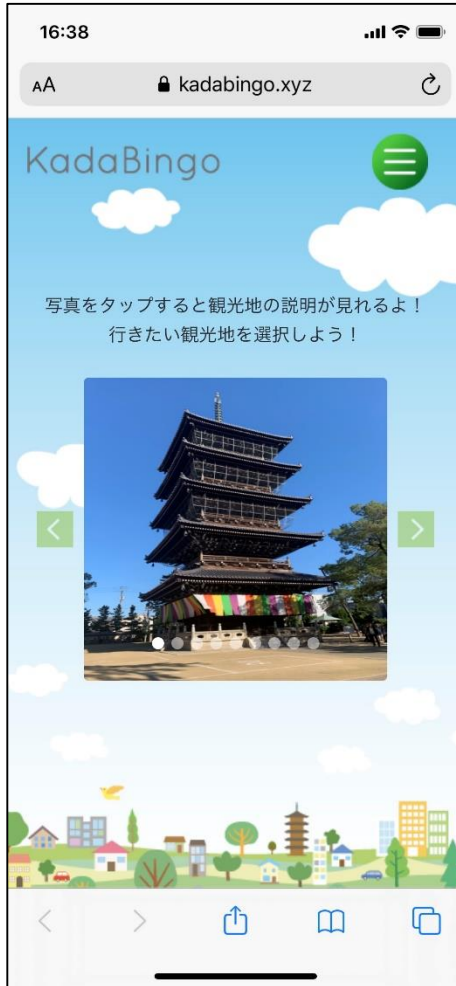 16:38
AA kadabingo.xyz
KadaBingo
写真をタップすると観光地の説明が見れるよ！
行きたい観光地を選択しよう！